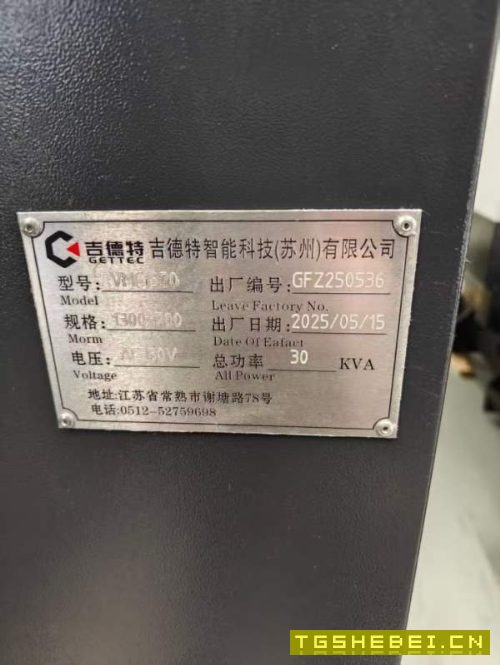 吉德特 GETTEC 吉德特智能科技(苏州)有限公司
型号: 出厂编号: GFZ250536
Model Leave Factory No.
规格: 1300*700 出厂日期: 2025/05/15
Morm Date Of Eafact
电压: 总功率 30 KVA
Voltage All Power
地址:江苏省常熟市谢塘路78号
电话:0512-52759698
TGSHEBEI.CN